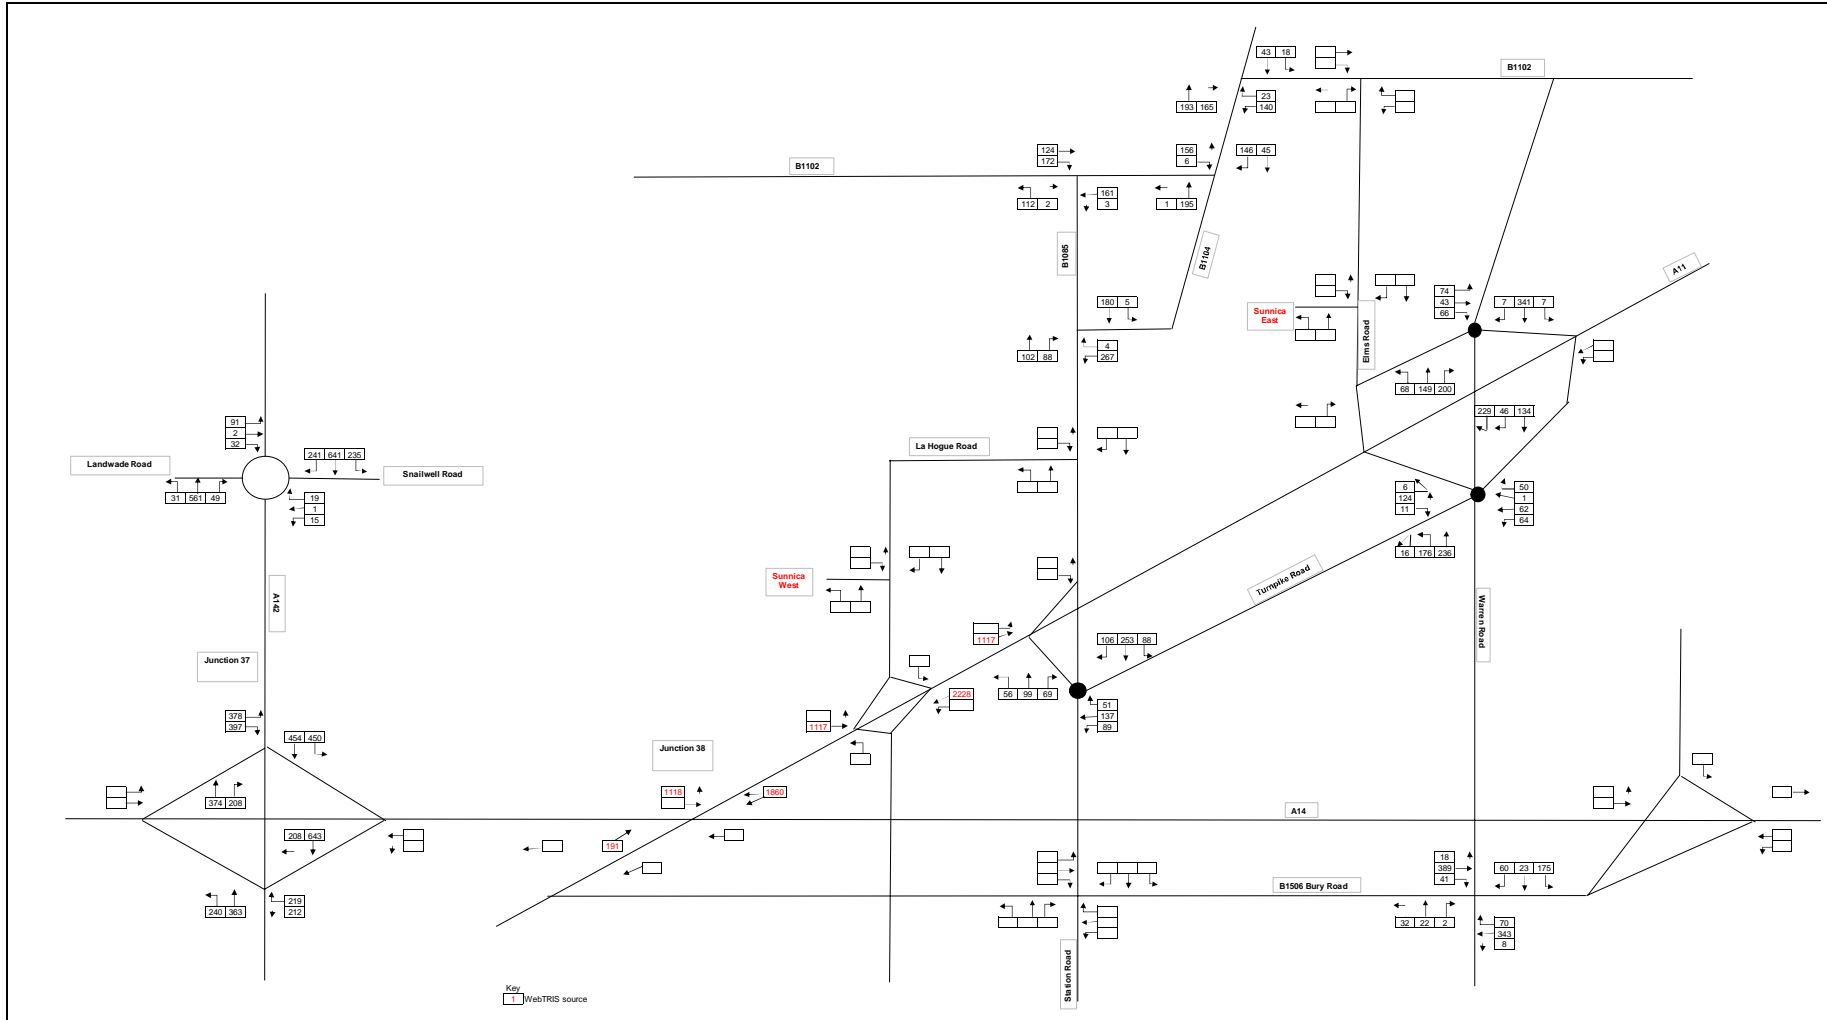 43 18
B1102
193 165
23
140
124
172
156
6
146 45
B1102
112 2
161
3
1 195
B1085
B1104
A11
180 5
74
43
66
7 341 7
Sunnica
East
102 88
4
267
Elms Road
68 149 200
91
2
32
229 46 134
241 641 235
La Hogue Road
Landwade Road
Snailwell Road
31 561 49
19
1
15
6
124
11
50
1
62
64
16 176 236
Sunnica
West
Turnpike Road
A142
Warren Road
1117
106 253 88
Junction 37
56 99 69
2228
51
137
89
378
397
1117
454 450
Junction 38
374 208
1118
1860
A14
208 643
191
18
389
41
60 23 175
B1506 Bury Road
240 363
219
212
32 22 2
70
343
8
Station Road
Key
1 WebTRIS source